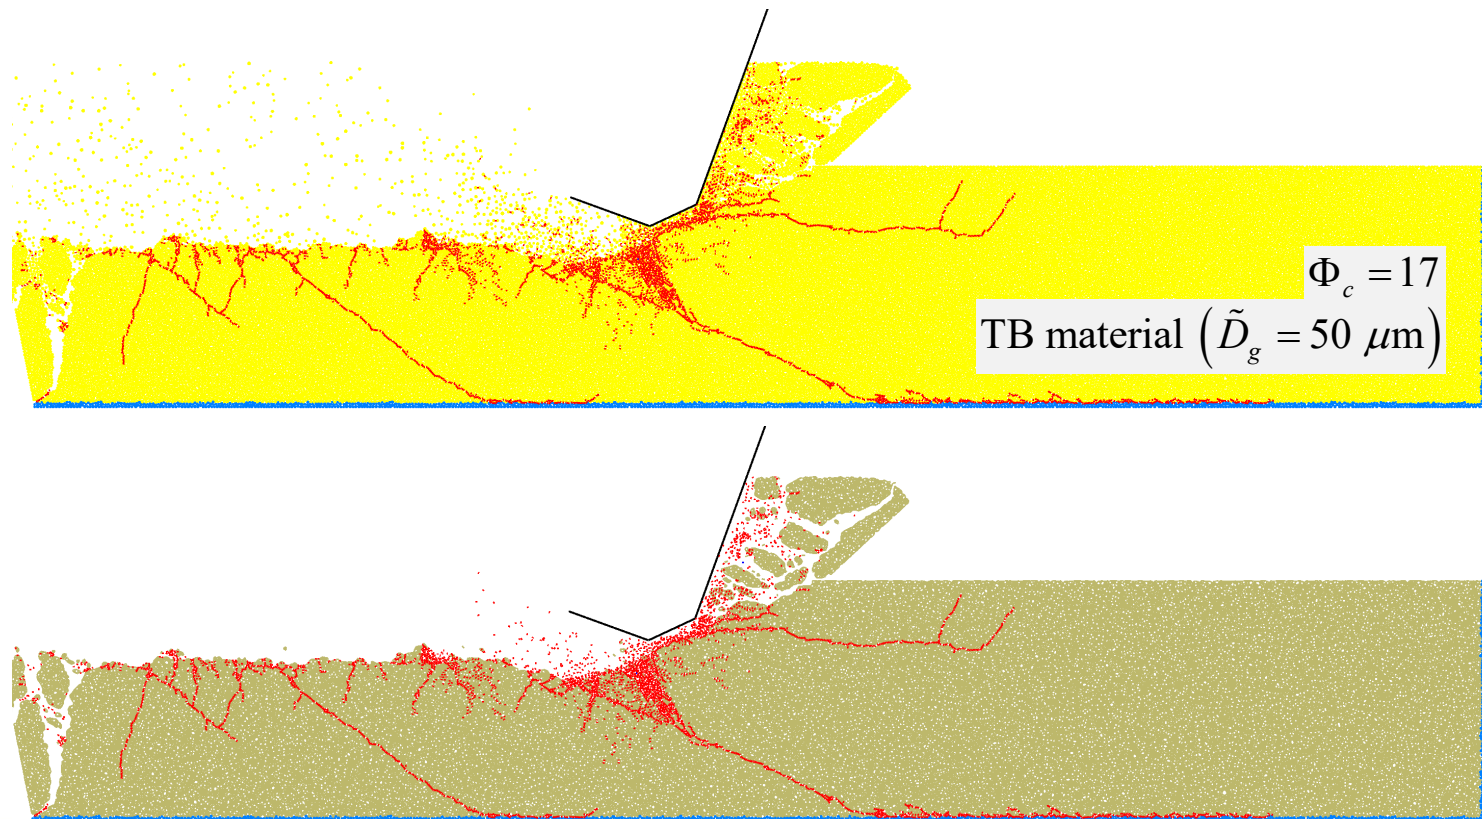 Φc = 17
TB material (D̃g = 50 μm)